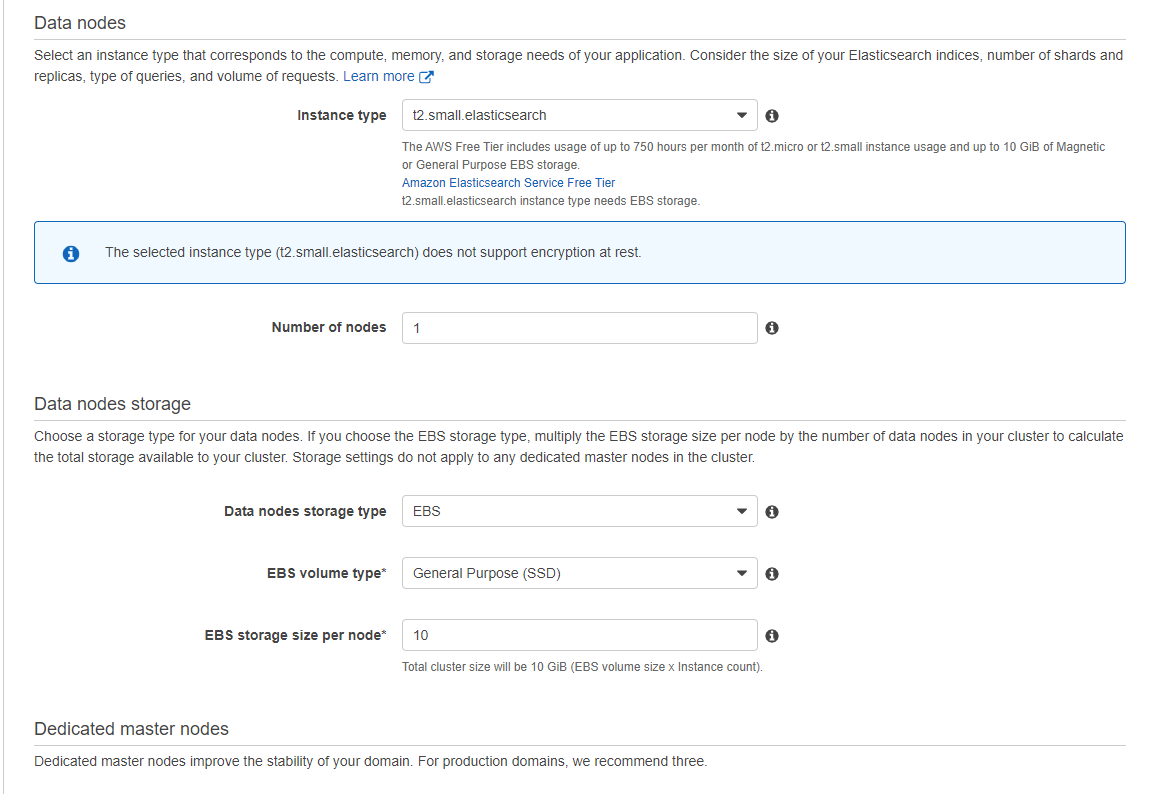 Data nodes
Select an instance type that corresponds to the compute, memory, and storage needs of your application. Consider the size of your Elasticsearch indices, number of shards and
replicas, type of queries, and volume of requests. Learn more
Instance type t2.small.elasticsearch
The AWS Free Tier includes usage of up to 750 hours per month of t2.micro or t2.small instance usage and up to 10 GiB of Magnetic
or General Purpose EBS storage.
Amazon Elasticsearch Service Free Tier
t2.small.elasticsearch instance type needs EBS storage.
The selected instance type (t2.small.elasticsearch) does not support encryption at rest.
Number of nodes 1
Data nodes storage
Choose a storage type for your data nodes. If you choose the EBS storage type, multiply the EBS storage size per node by the number of data nodes in your cluster to calculate
the total storage available to your cluster. Storage settings do not apply to any dedicated master nodes in the cluster.
Data nodes storage type EBS
EBS volume type* General Purpose (SSD)
EBS storage size per node* 10
Total cluster size will be 10 GiB (EBS volume size x Instance count).
Dedicated master nodes
Dedicated master nodes improve the stability of your domain. For production domains, we recommend three.